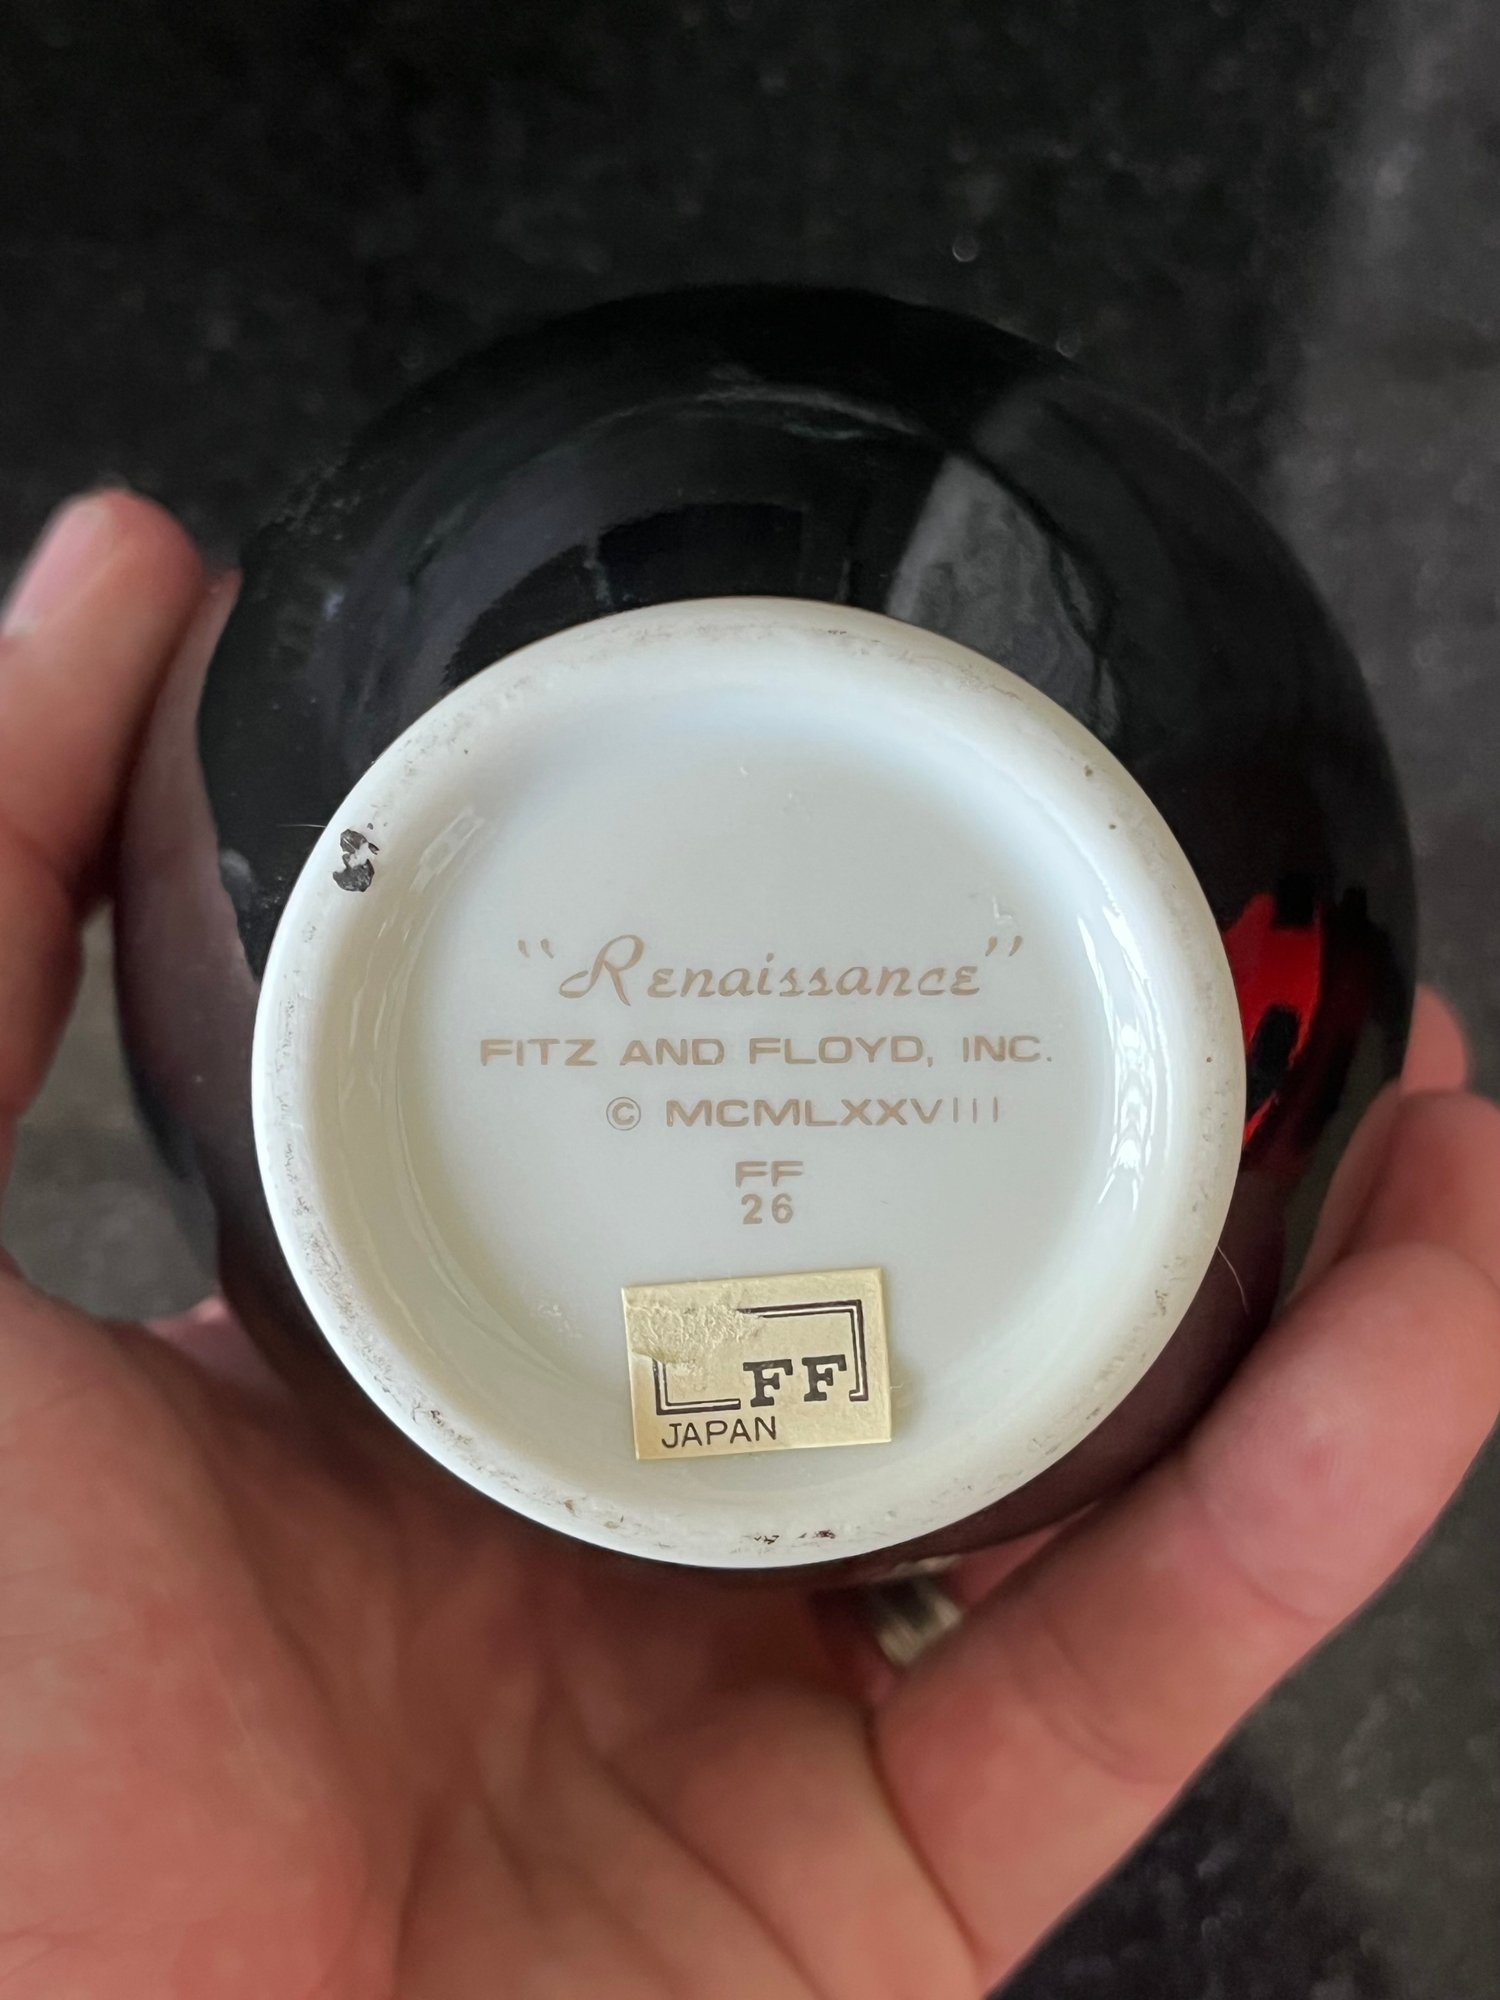 "Renaissance"
FITZ AND FLOYD, INC.
© MCMLXXVIII
FF
26
FF
JAPAN